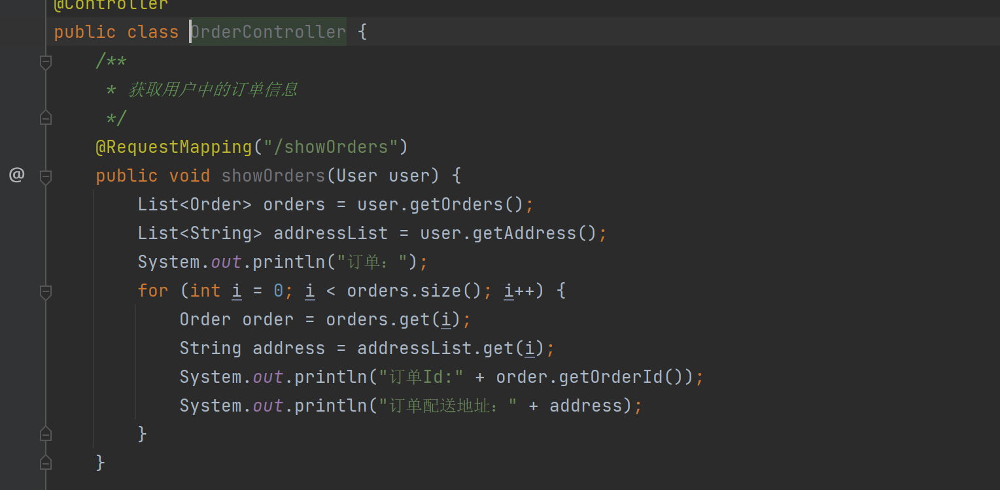 @Controller
public class OrderController {
/**
* 获取用户中的订单信息
*/
@RequestMapping("/showOrders")
@
public void showOrders(User user) {
List<Order> orders = user.getOrders();
List<String> addressList = user.getAddress();
System.out.println("订单：");
for (int i = 0; i < orders.size(); i++) {
Order order = orders.get(i);
String address = addressList.get(i);
System.out.println("订单Id:" + order.getOrderId());
System.out.println("订单配送地址：" + address);
}
}